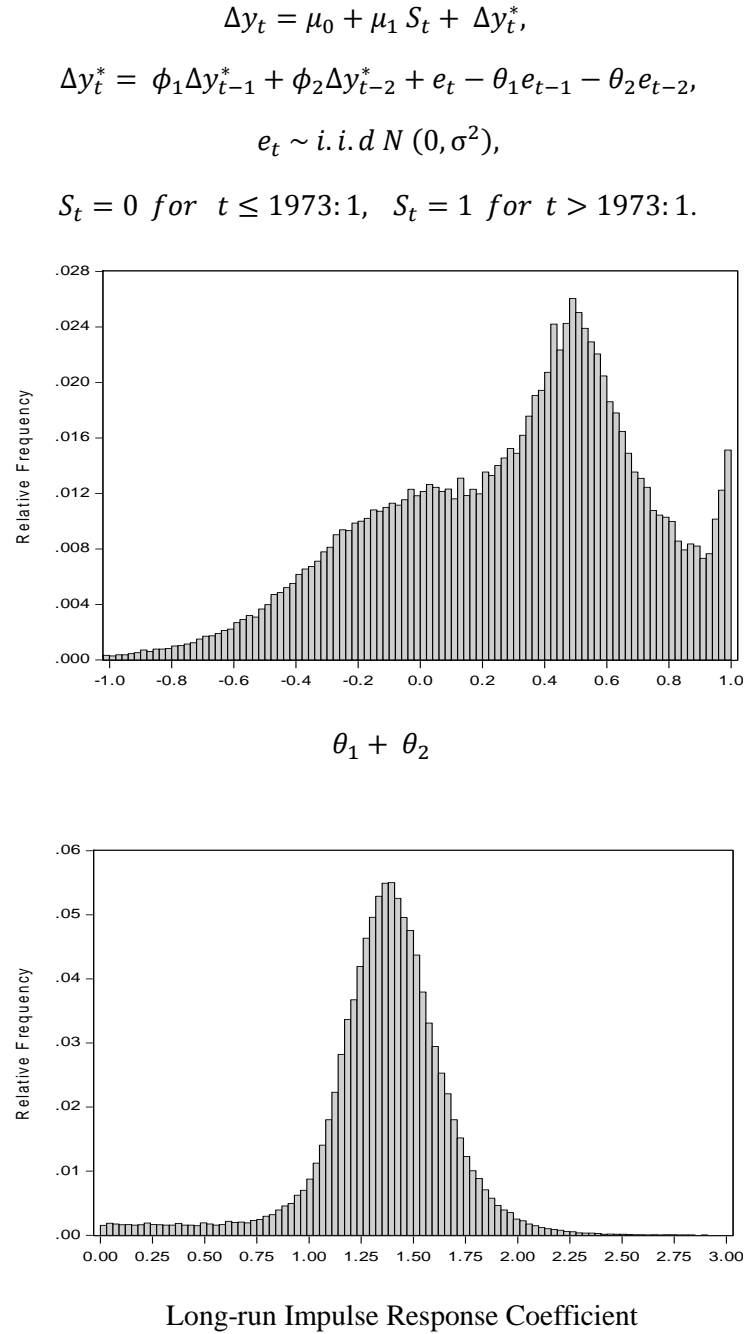 Δy_t = μ_0 + μ_1 S_t + Δy_t^*,
Δy_t^* = ϕ_1Δy_{t−1}^* + ϕ_2Δy_{t−2}^* + e_t − θ_1e_{t−1} − θ_2e_{t−2},
e_t ~ i.i.d N (0, σ^2),
S_t = 0 for t ≤ 1973:1, S_t = 1 for t > 1973:1.
.028
.024
.020
.016
.012
.008
.004
.000
Relative Frequency
-1.0 -0.8 -0.6 -0.4 -0.2 0.0 0.2 0.4 0.6 0.8 1.0
θ_1 + θ_2
.06
.05
.04
.03
.02
.01
.00
Relative Frequency
0.00 0.25 0.50 0.75 1.00 1.25 1.50 1.75 2.00 2.25 2.50 2.75 3.00
Long-run Impulse Response Coefficient